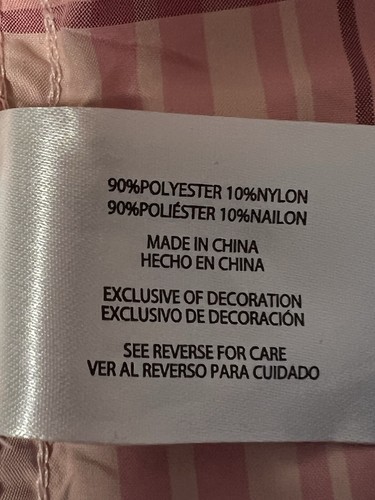 90%POLYESTER 10%NYLON
90%POLIÉSTER 10%NAILON
MADE IN CHINA
HECHO EN CHINA
EXCLUSIVE OF DECORATION
EXCLUSIVO DE DECORACIÓN
SEE REVERSE FOR CARE
VER AL REVERSO PARA CUIDADO